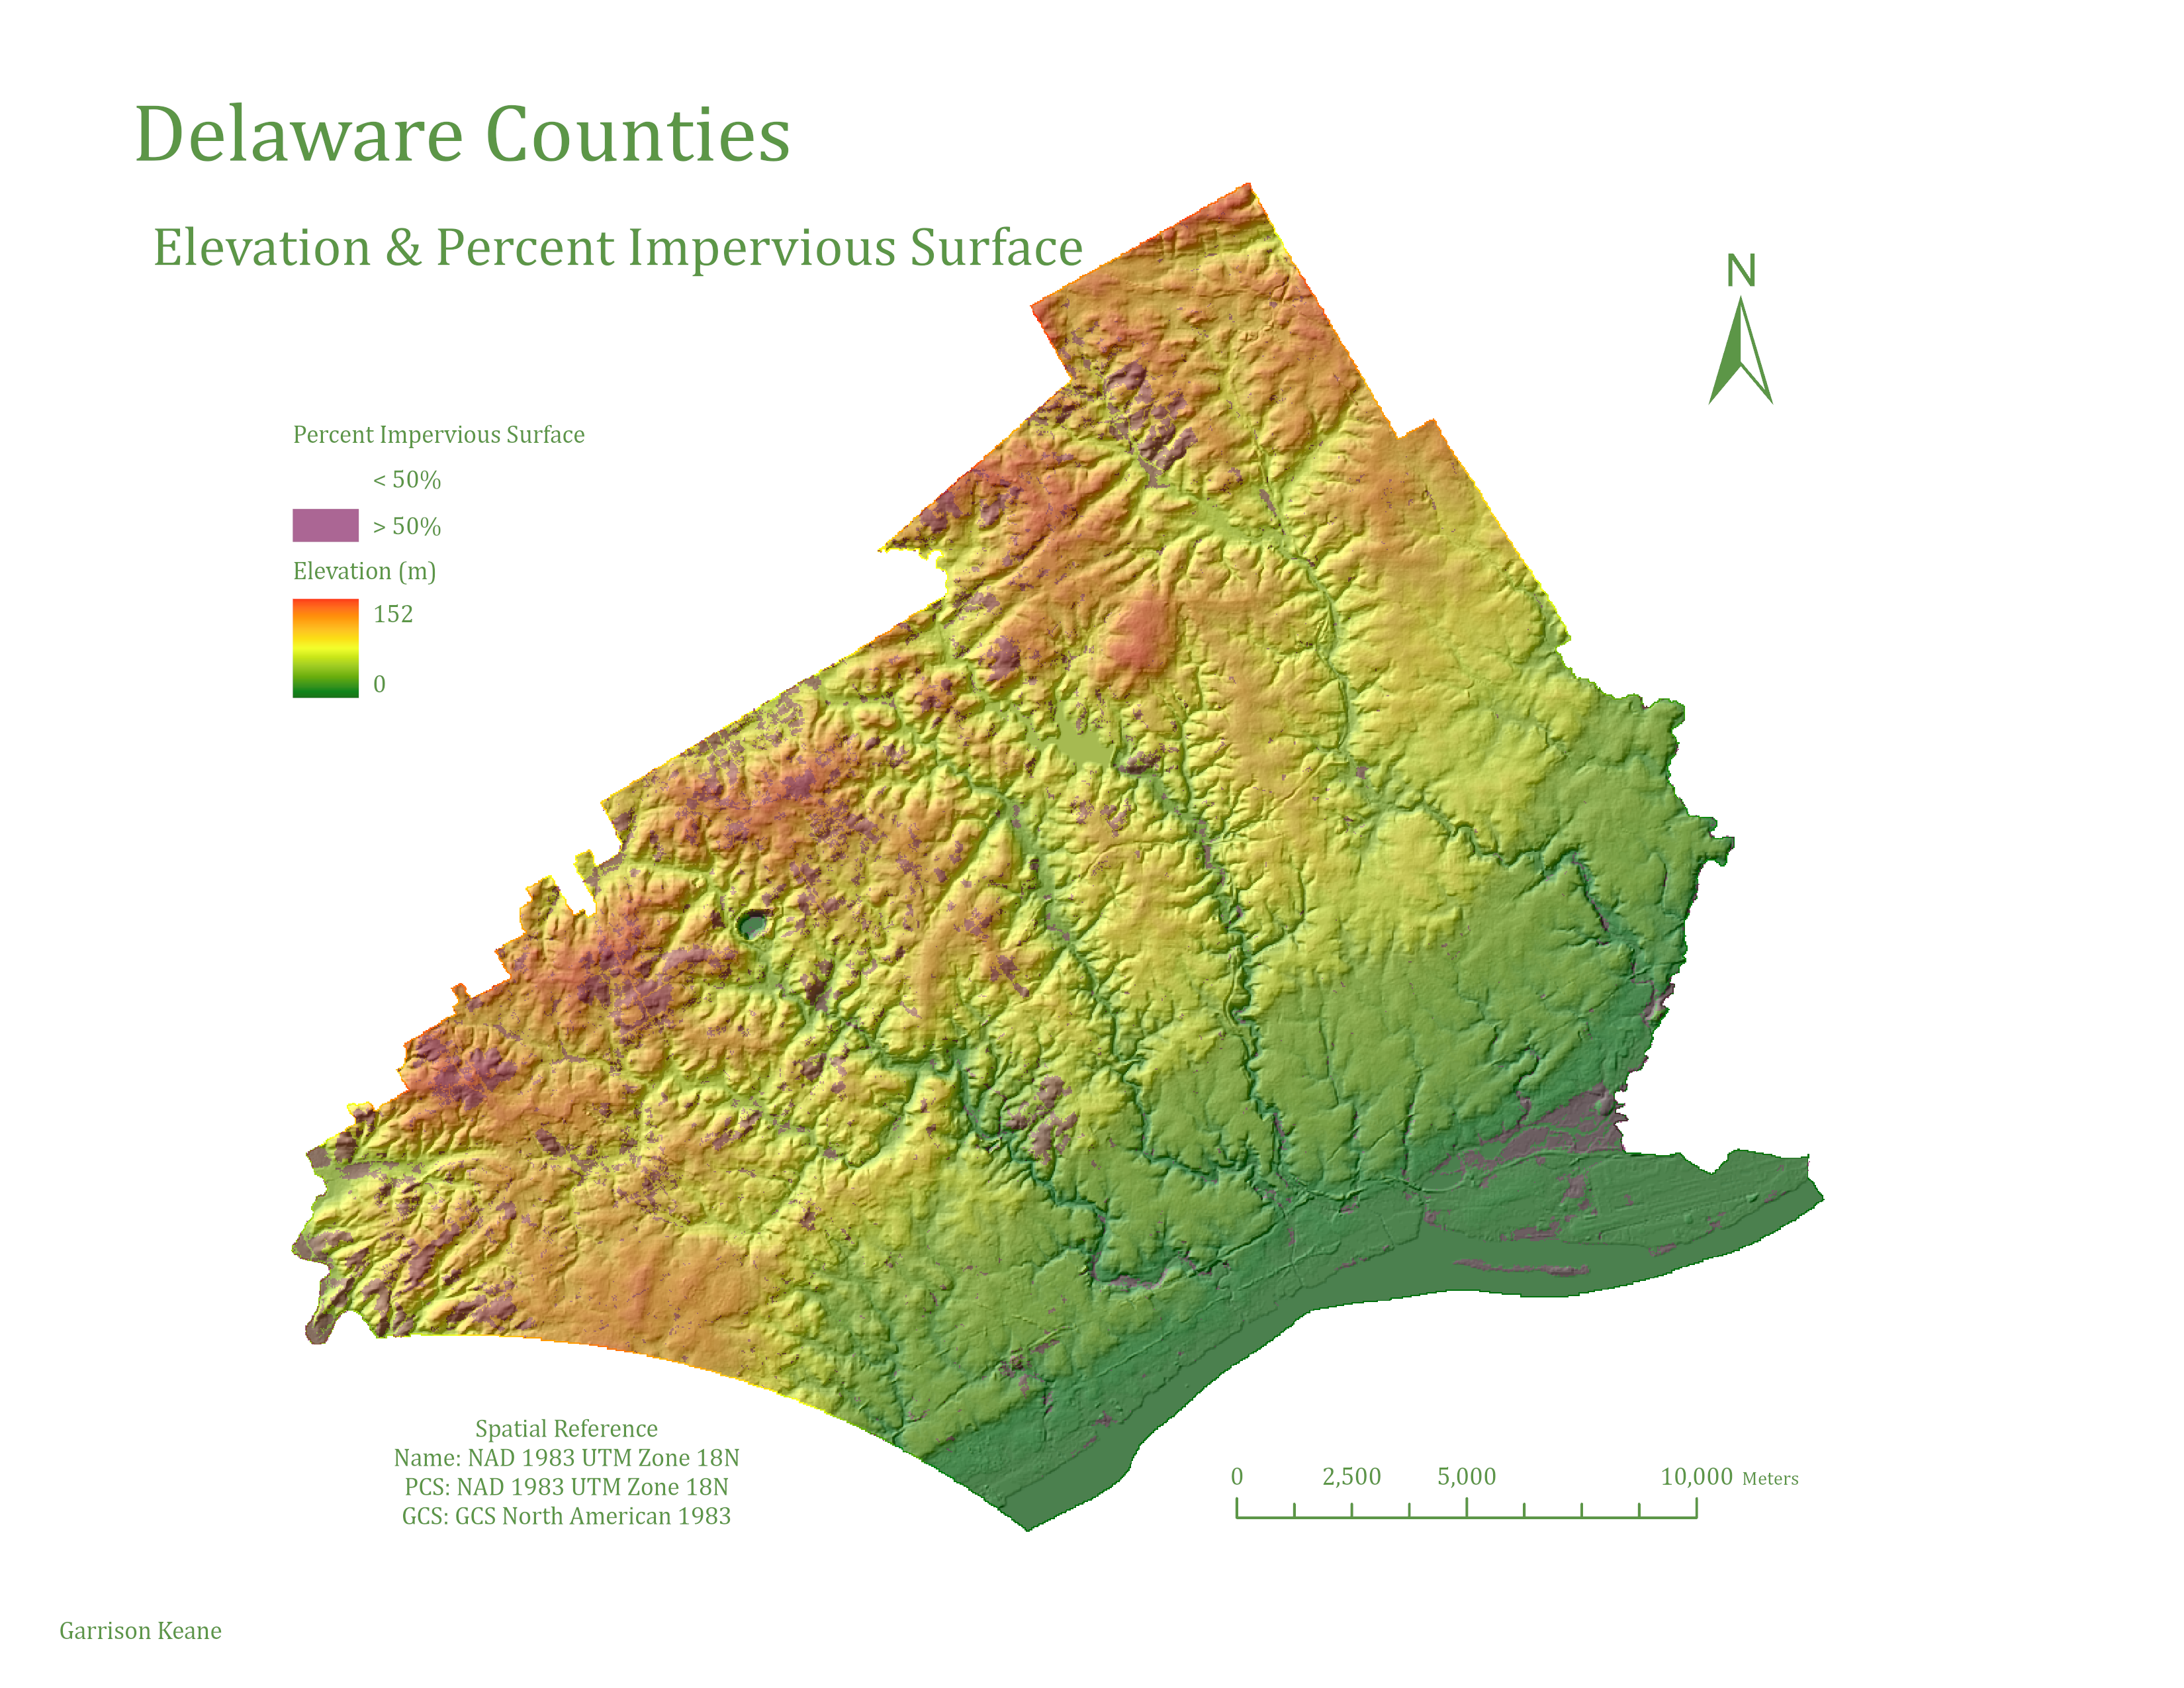 Delaware Counties
Elevation & Percent Impervious Surface
N
Percent Impervious Surface
< 50%
> 50%
Elevation (m)
152
0
Spatial Reference
Name: NAD 1983 UTM Zone 18N
PCS: NAD 1983 UTM Zone 18N
GCS: GCS North American 1983
0 2,500 5,000 10,000 Meters
Garrison Keane